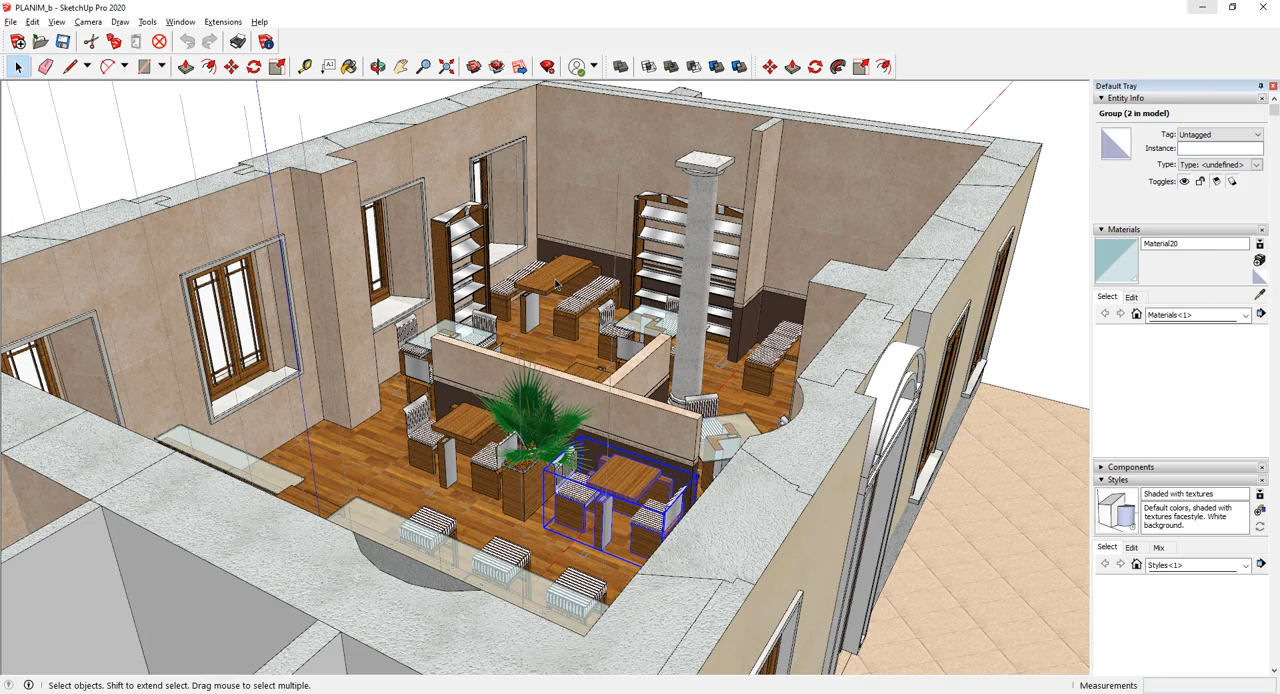 PLANIM_b - SketchUp Pro 2020
File Edit View Camera Draw Tools Window Extensions Help
A1
Default Tray
Entity Info
Group (2 in model)
Tag: Untagged
Instance:
Type: Type: <undefined>
Toggles:
Materials
Material20
Select Edit
Materials<1>
Components
Styles
Shaded with textures
Default colors, shaded with
textures facestyle. White
background.
Select Edit Mix
Styles<1>
Select objects. Shift to extend select. Drag mouse to select multiple.
Measurements